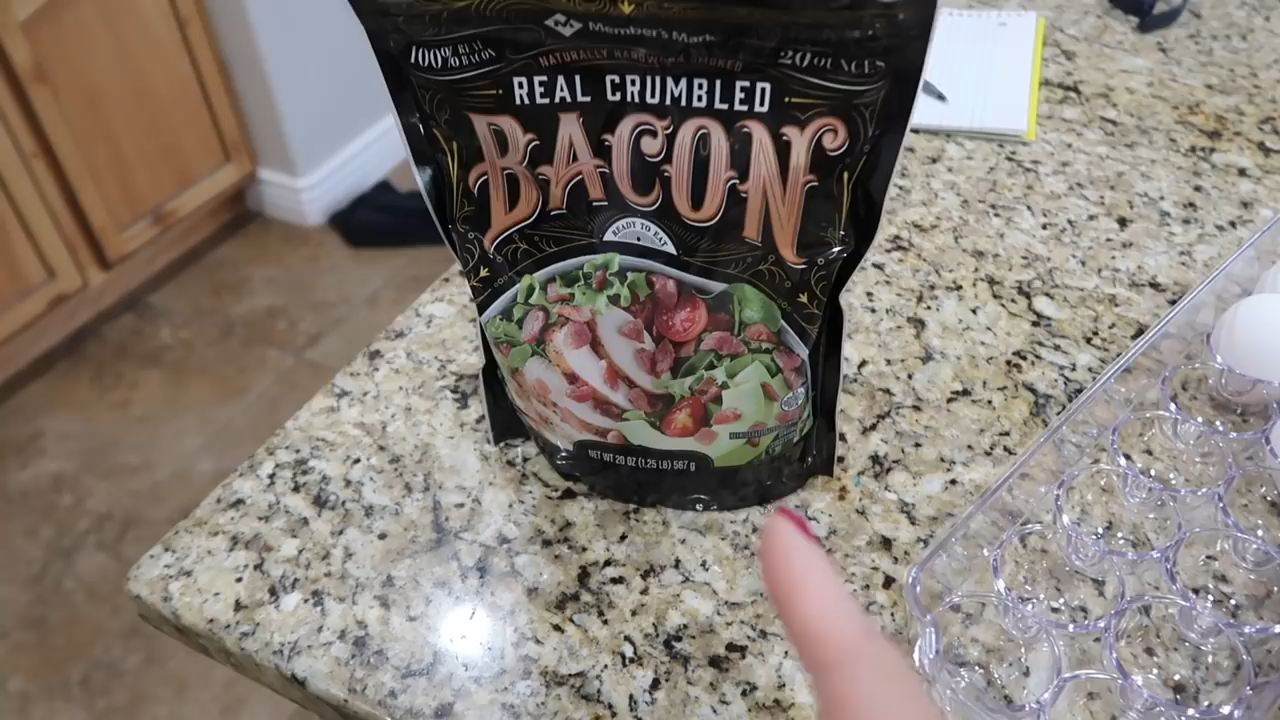 Member's Mark
100% REAL BACON
NATURALLY HARDWOOD SMOKED
20 OUNCES
REAL CRUMBLED
BACON
READY TO EAT
NET WT 20 OZ (1.25 LB) 567 g